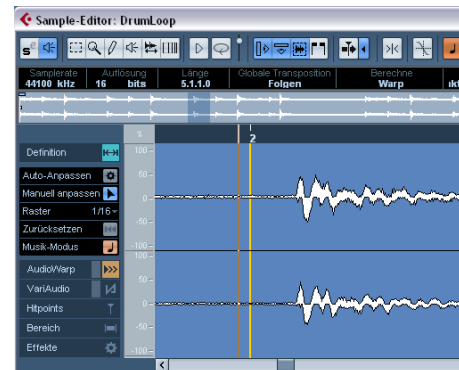 Sample-Editor: DrumLoop
Samplerate Auflösung Länge Globale Transposition Berechne
44100 kHz 16 bits 5.1.1.0 Folgen Warp
%
2
Definition
Auto-Anpassen
Manuell anpassen
Raster 1/16
Zurücksetzen
Musik-Modus
AudioWarp
VariAudio
Hitpoints
Bereich
Effekte
100
50
0
-50
-100
100
50
0
-50
-100